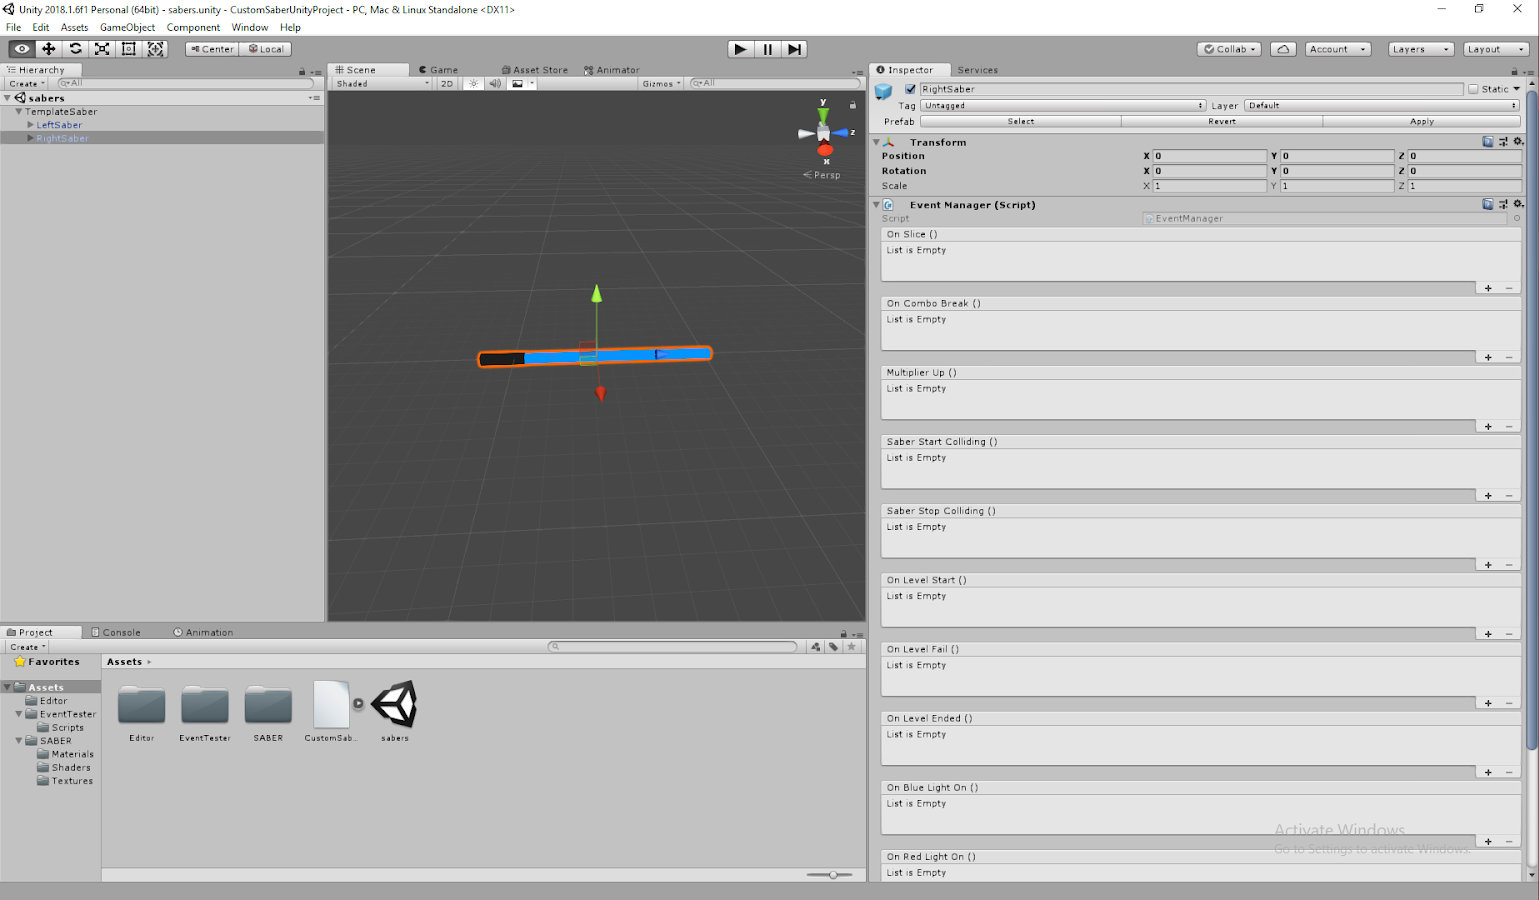 Unity 2018.1.6f1 Personal (64bit) - sabers.unity - CustomSaberUnityProject - PC, Mac & Linux Standalone <DX11>
File Edit Assets GameObject Component Window Help
Center Local
Collab Account Layers Layout
Hierarchy
Create All
sabers
TemplateSaber
LeftSaber
RightSaber
Scene Game Asset Store Animator
Shaded 2D Gizmos All
y
z
x
Persp
Inspector Services
RightSaber Static
Tag Untagged Layer Default
Prefab Select Revert Apply
Transform
Position X 0 Y 0 Z 0
Rotation X 0 Y 0 Z 0
Scale X 1 Y 1 Z 1
Event Manager (Script)
Script EventManager
On Slice ()
List is Empty
+ −
On Combo Break ()
List is Empty
+ −
Multiplier Up ()
List is Empty
+ −
Saber Start Colliding ()
List is Empty
+ −
Saber Stop Colliding ()
List is Empty
+ −
On Level Start ()
List is Empty
+ −
On Level Fail ()
List is Empty
+ −
On Level Ended ()
List is Empty
+ −
On Blue Light On ()
List is Empty
+ −
On Red Light On ()
List is Empty
Activate Windows
Go to Settings to activate Windows.
Project Console Animation
Create
Favorites
Assets
Editor
EventTester
Scripts
SABER
Materials
Shaders
Textures
Assets
Editor EventTester SABER CustomSab... sabers